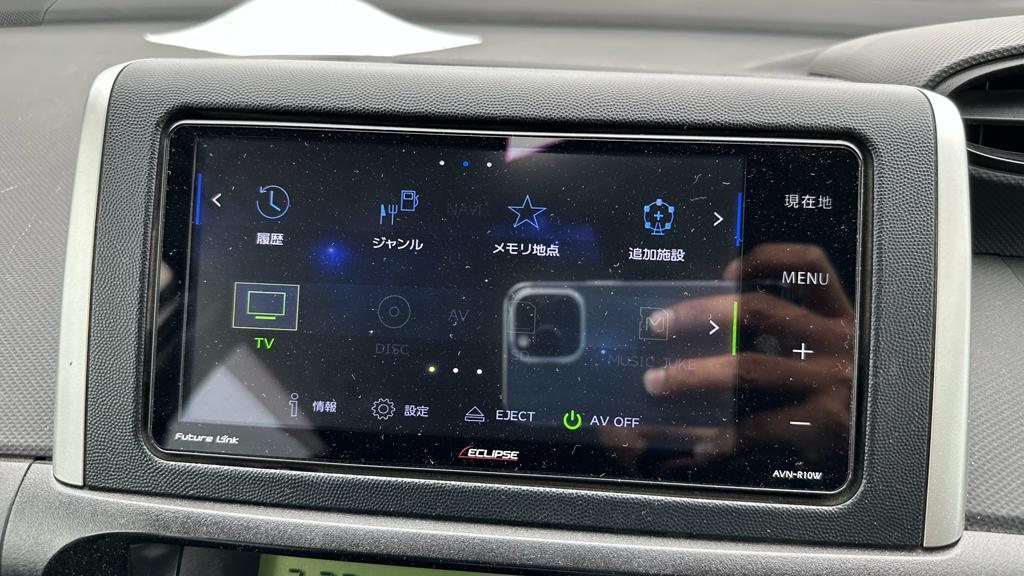 現在地
履歴
ジャンル
NAVI
メモリ地点
追加施設
MENU
TV
DISC
AV
SD
MUSIC JUKE
情報
設定
EJECT
AV OFF
Future Link
ECLIPSE
AVN-R10W